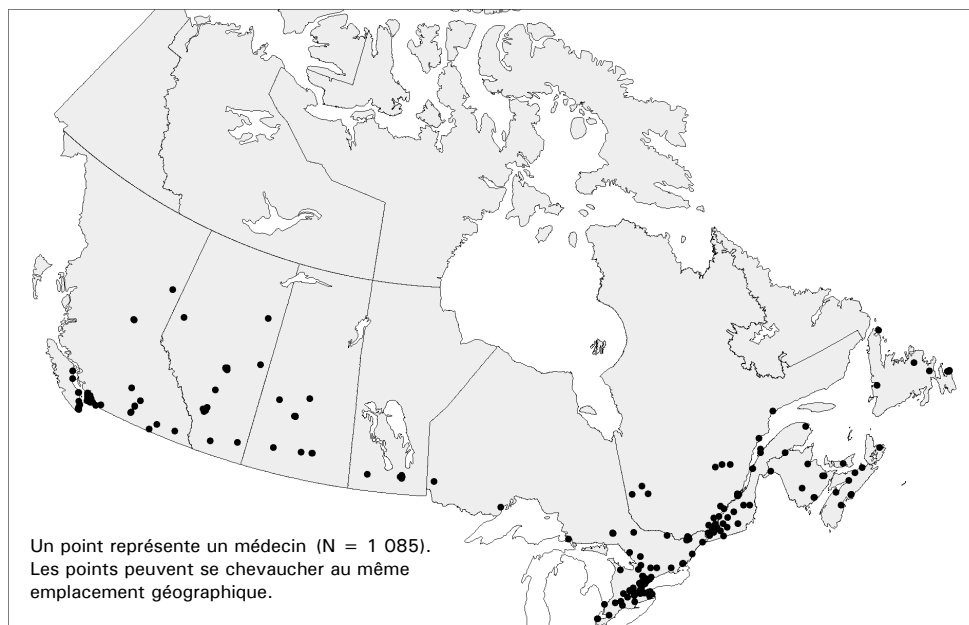 Un point représente un médecin (N = 1 085).
Les points peuvent se chevaucher au même
emplacement géographique.